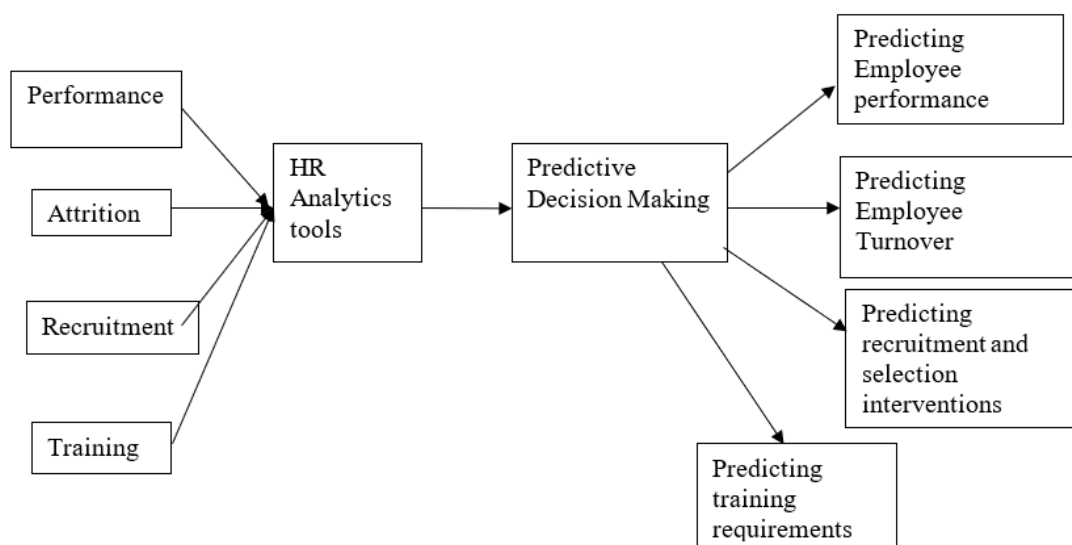 Performance
Attrition
Recruitment
Training
HR
Analytics
tools
Predictive
Decision Making
Predicting
Employee
performance
Predicting
Employee
Turnover
Predicting
recruitment and
selection
interventions
Predicting
training
requirements